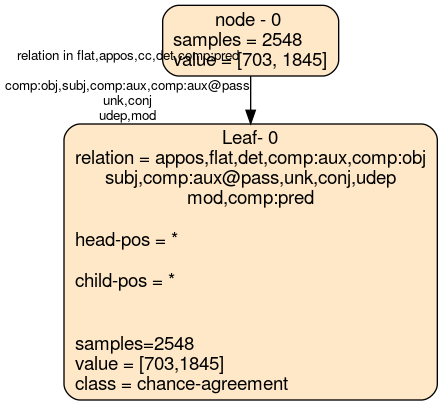 node - 0
samples = 2548
value = [703, 1845]
relation in flat,appos,cc,det,comp:pred
comp:obj,subj,comp:aux,comp:aux@pass
unk,conj
udep,mod
Leaf- 0
relation = appos,flat,det,comp:aux,comp:obj
subj,comp:aux@pass,unk,conj,udep
mod,comp:pred
head-pos = *
child-pos = *
samples=2548
value = [703,1845]
class = chance-agreement